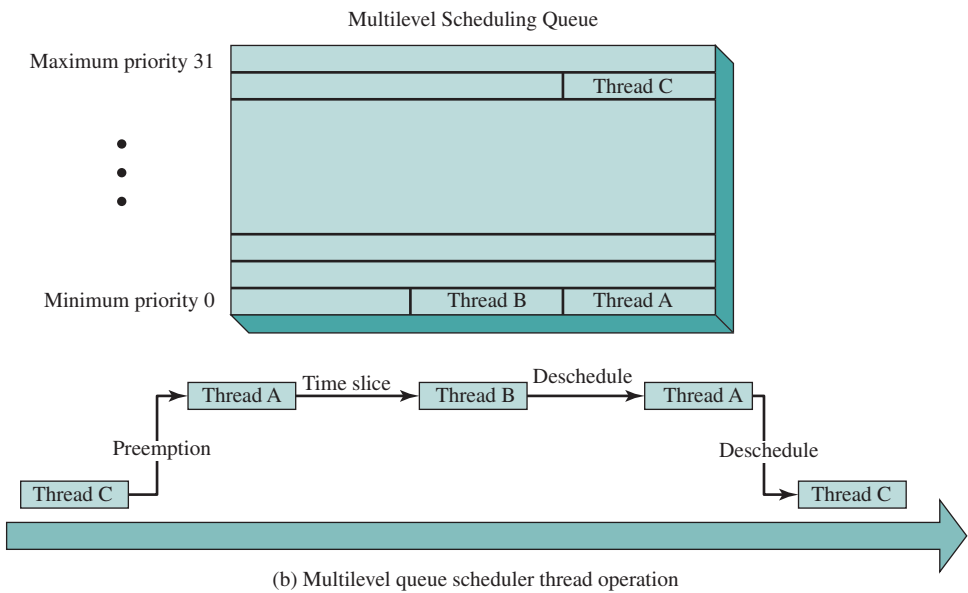 Multilevel Scheduling Queue
Maximum priority 31
Thread C
Minimum priority 0
Thread B
Thread A
Thread A
Time slice
Thread B
Deschedule
Thread A
Preemption
Deschedule
Thread C
Thread C
(b) Multilevel queue scheduler thread operation